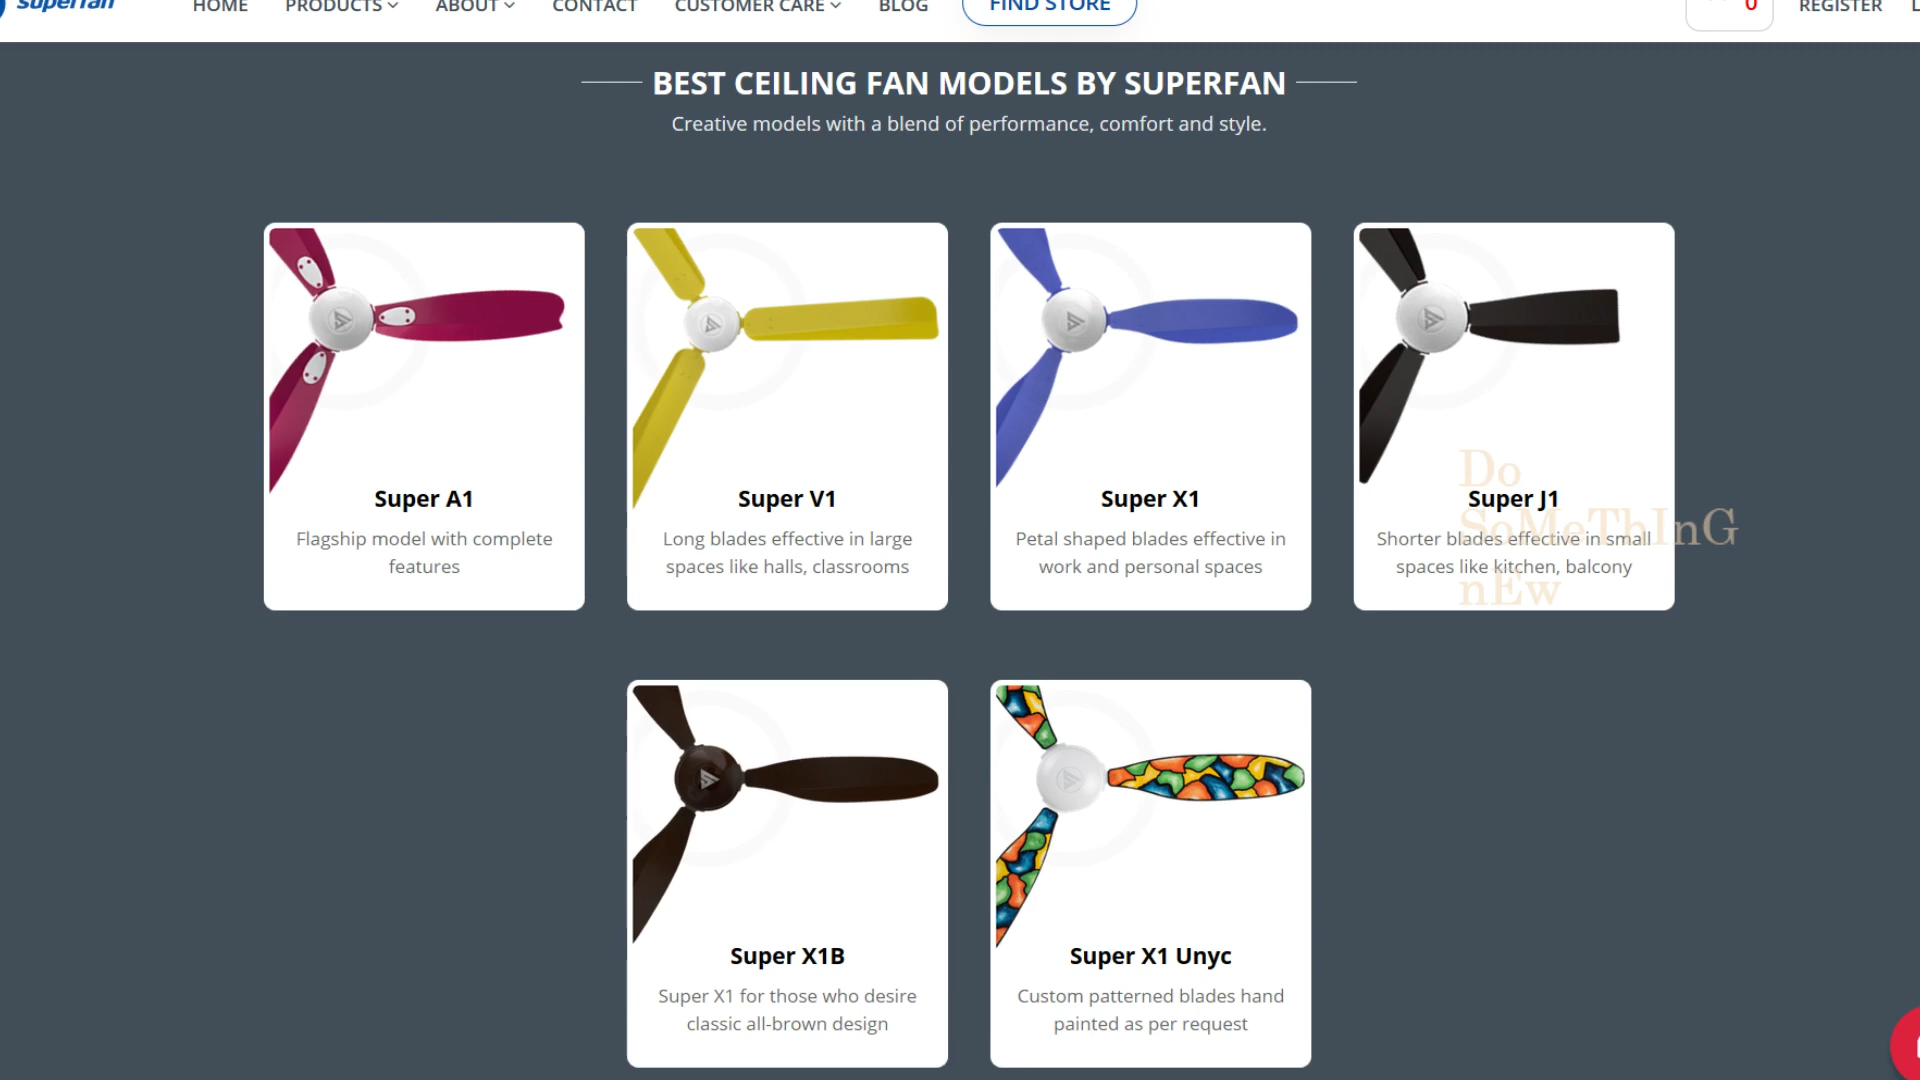 superfan
HOME PRODUCTS ABOUT CONTACT CUSTOMER CARE BLOG FIND STORE 0 REGISTER
BEST CEILING FAN MODELS BY SUPERFAN
Creative models with a blend of performance, comfort and style.
Super A1
Flagship model with complete
features
Super V1
Long blades effective in large
spaces like halls, classrooms
Super X1
Petal shaped blades effective in
work and personal spaces
Super J1
Shorter blades effective in small
spaces like kitchen, balcony
Do
SoMeThInG
nEw
Super X1B
Super X1 for those who desire
classic all-brown design
Super X1 Unyc
Custom patterned blades hand
painted as per request